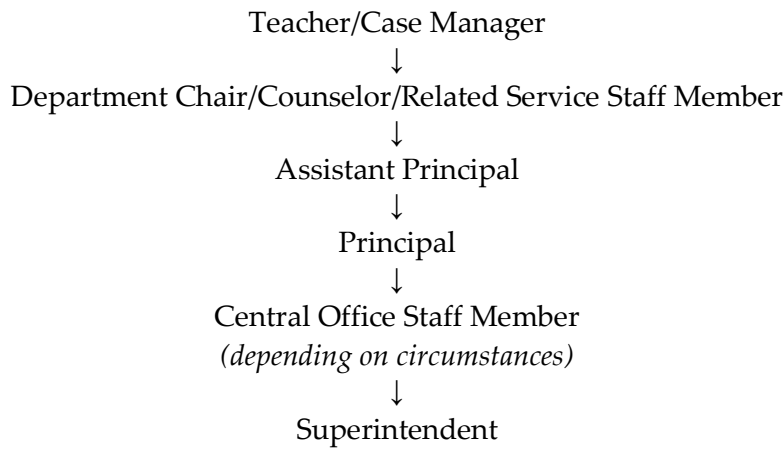 Teacher/Case Manager
↓
Department Chair/Counselor/Related Service Staff Member
↓
Assistant Principal
↓
Principal
↓
Central Office Staff Member
(depending on circumstances)
↓
Superintendent